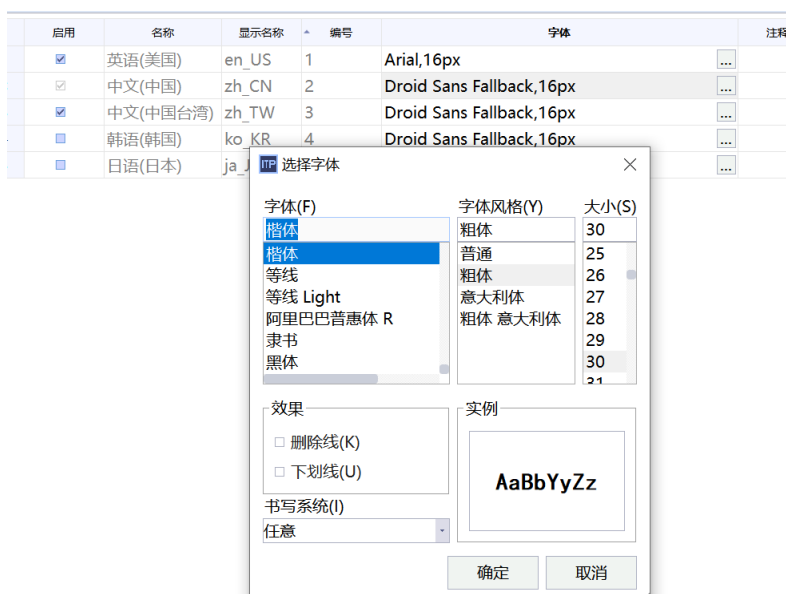 启用 名称 显示名称 编号 字体 注释
英语(美国) en_US 1 Arial,16px ...
中文(中国) zh_CN 2 Droid Sans Fallback,16px ...
中文(中国台湾) zh_TW 3 Droid Sans Fallback,16px ...
韩语(韩国) ko_KR 4 Droid Sans Fallback,16px ...
日语(日本) ja_J ...
ITP 选择字体
字体(F) 字体风格(Y) 大小(S)
楷体 粗体 30
楷体 普通 25
等线 粗体 26
等线 Light 意大利体 27
阿里巴巴普惠体 R 粗体 意大利体 28
隶书 29
黑体 30
31
效果 实例
删除线(K)
下划线(U)
AaBbYyZz
书写系统(I)
任意
确定 取消